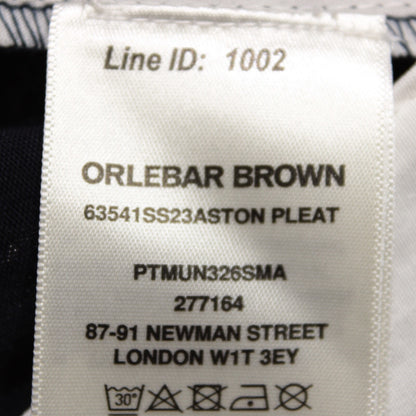 Line ID: 1002
ORLEBAR BROWN
63541SS23ASTON PLEAT
PTMUN326SMA
277164
87-91 NEWMAN STREET
LONDON W1T 3EY
30°